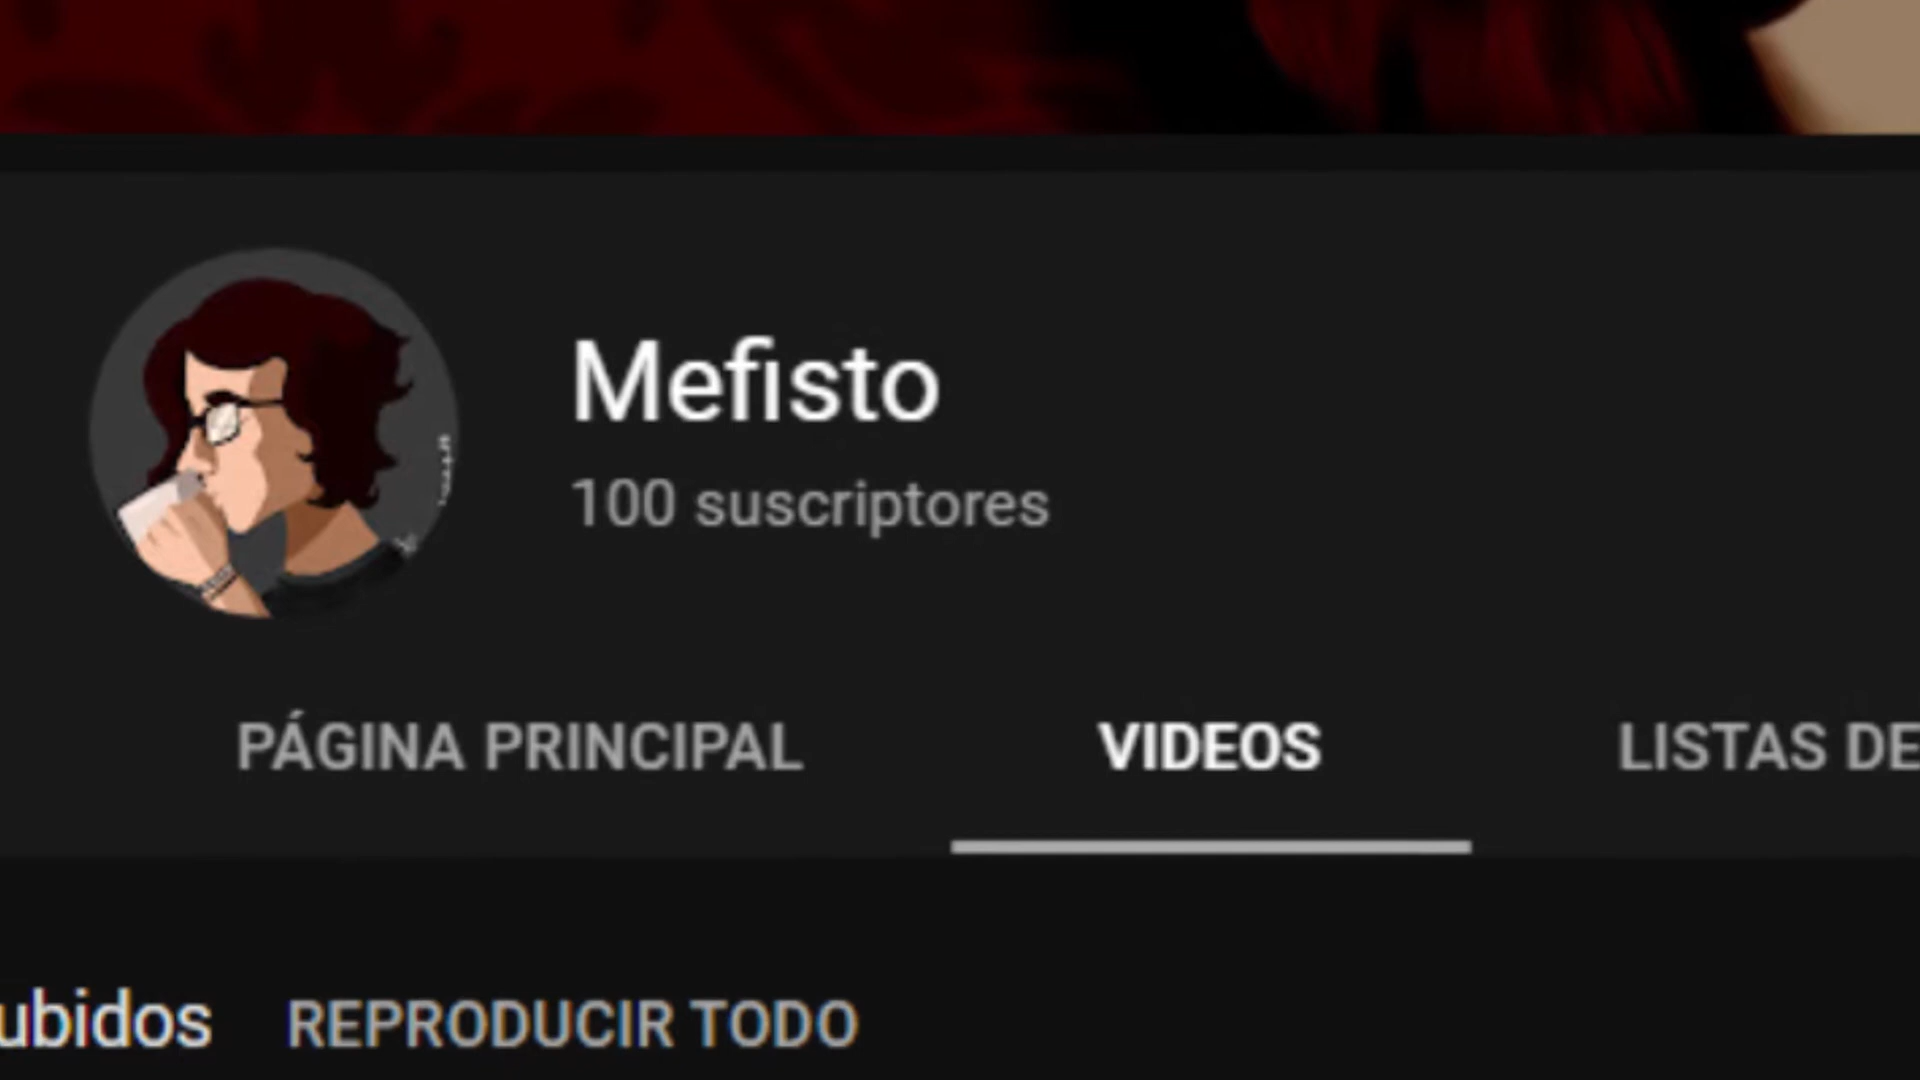 Mefisto
100 suscriptores
PÁGINA PRINCIPAL VIDEOS LISTAS DE
ubidos REPRODUCIR TODO